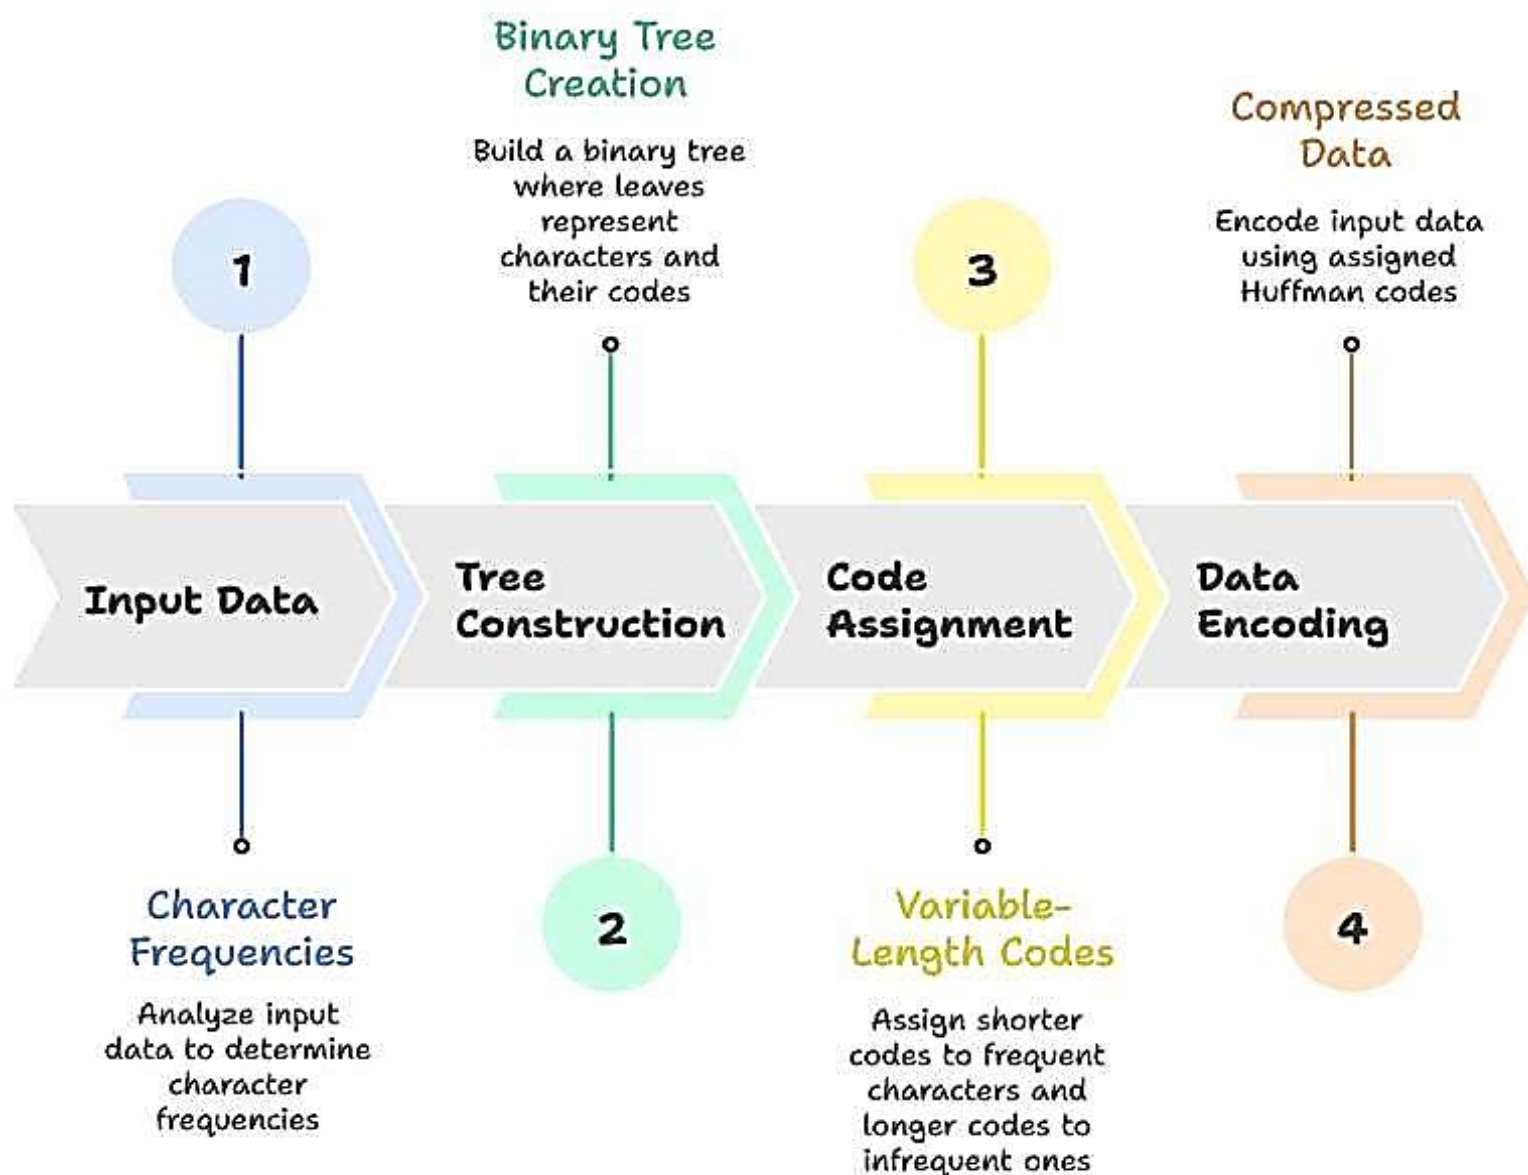 1
Input Data
Character
Frequencies
Analyze input
data to determine
character
frequencies
Binary Tree
Creation
Build a binary tree
where leaves
represent
characters and
their codes
Tree
Construction
2
3
Code
Assignment
Variable-
Length Codes
Assign shorter
codes to frequent
characters and
longer codes to
infrequent ones
Compressed
Data
Encode input data
using assigned
Huffman codes
Data
Encoding
4